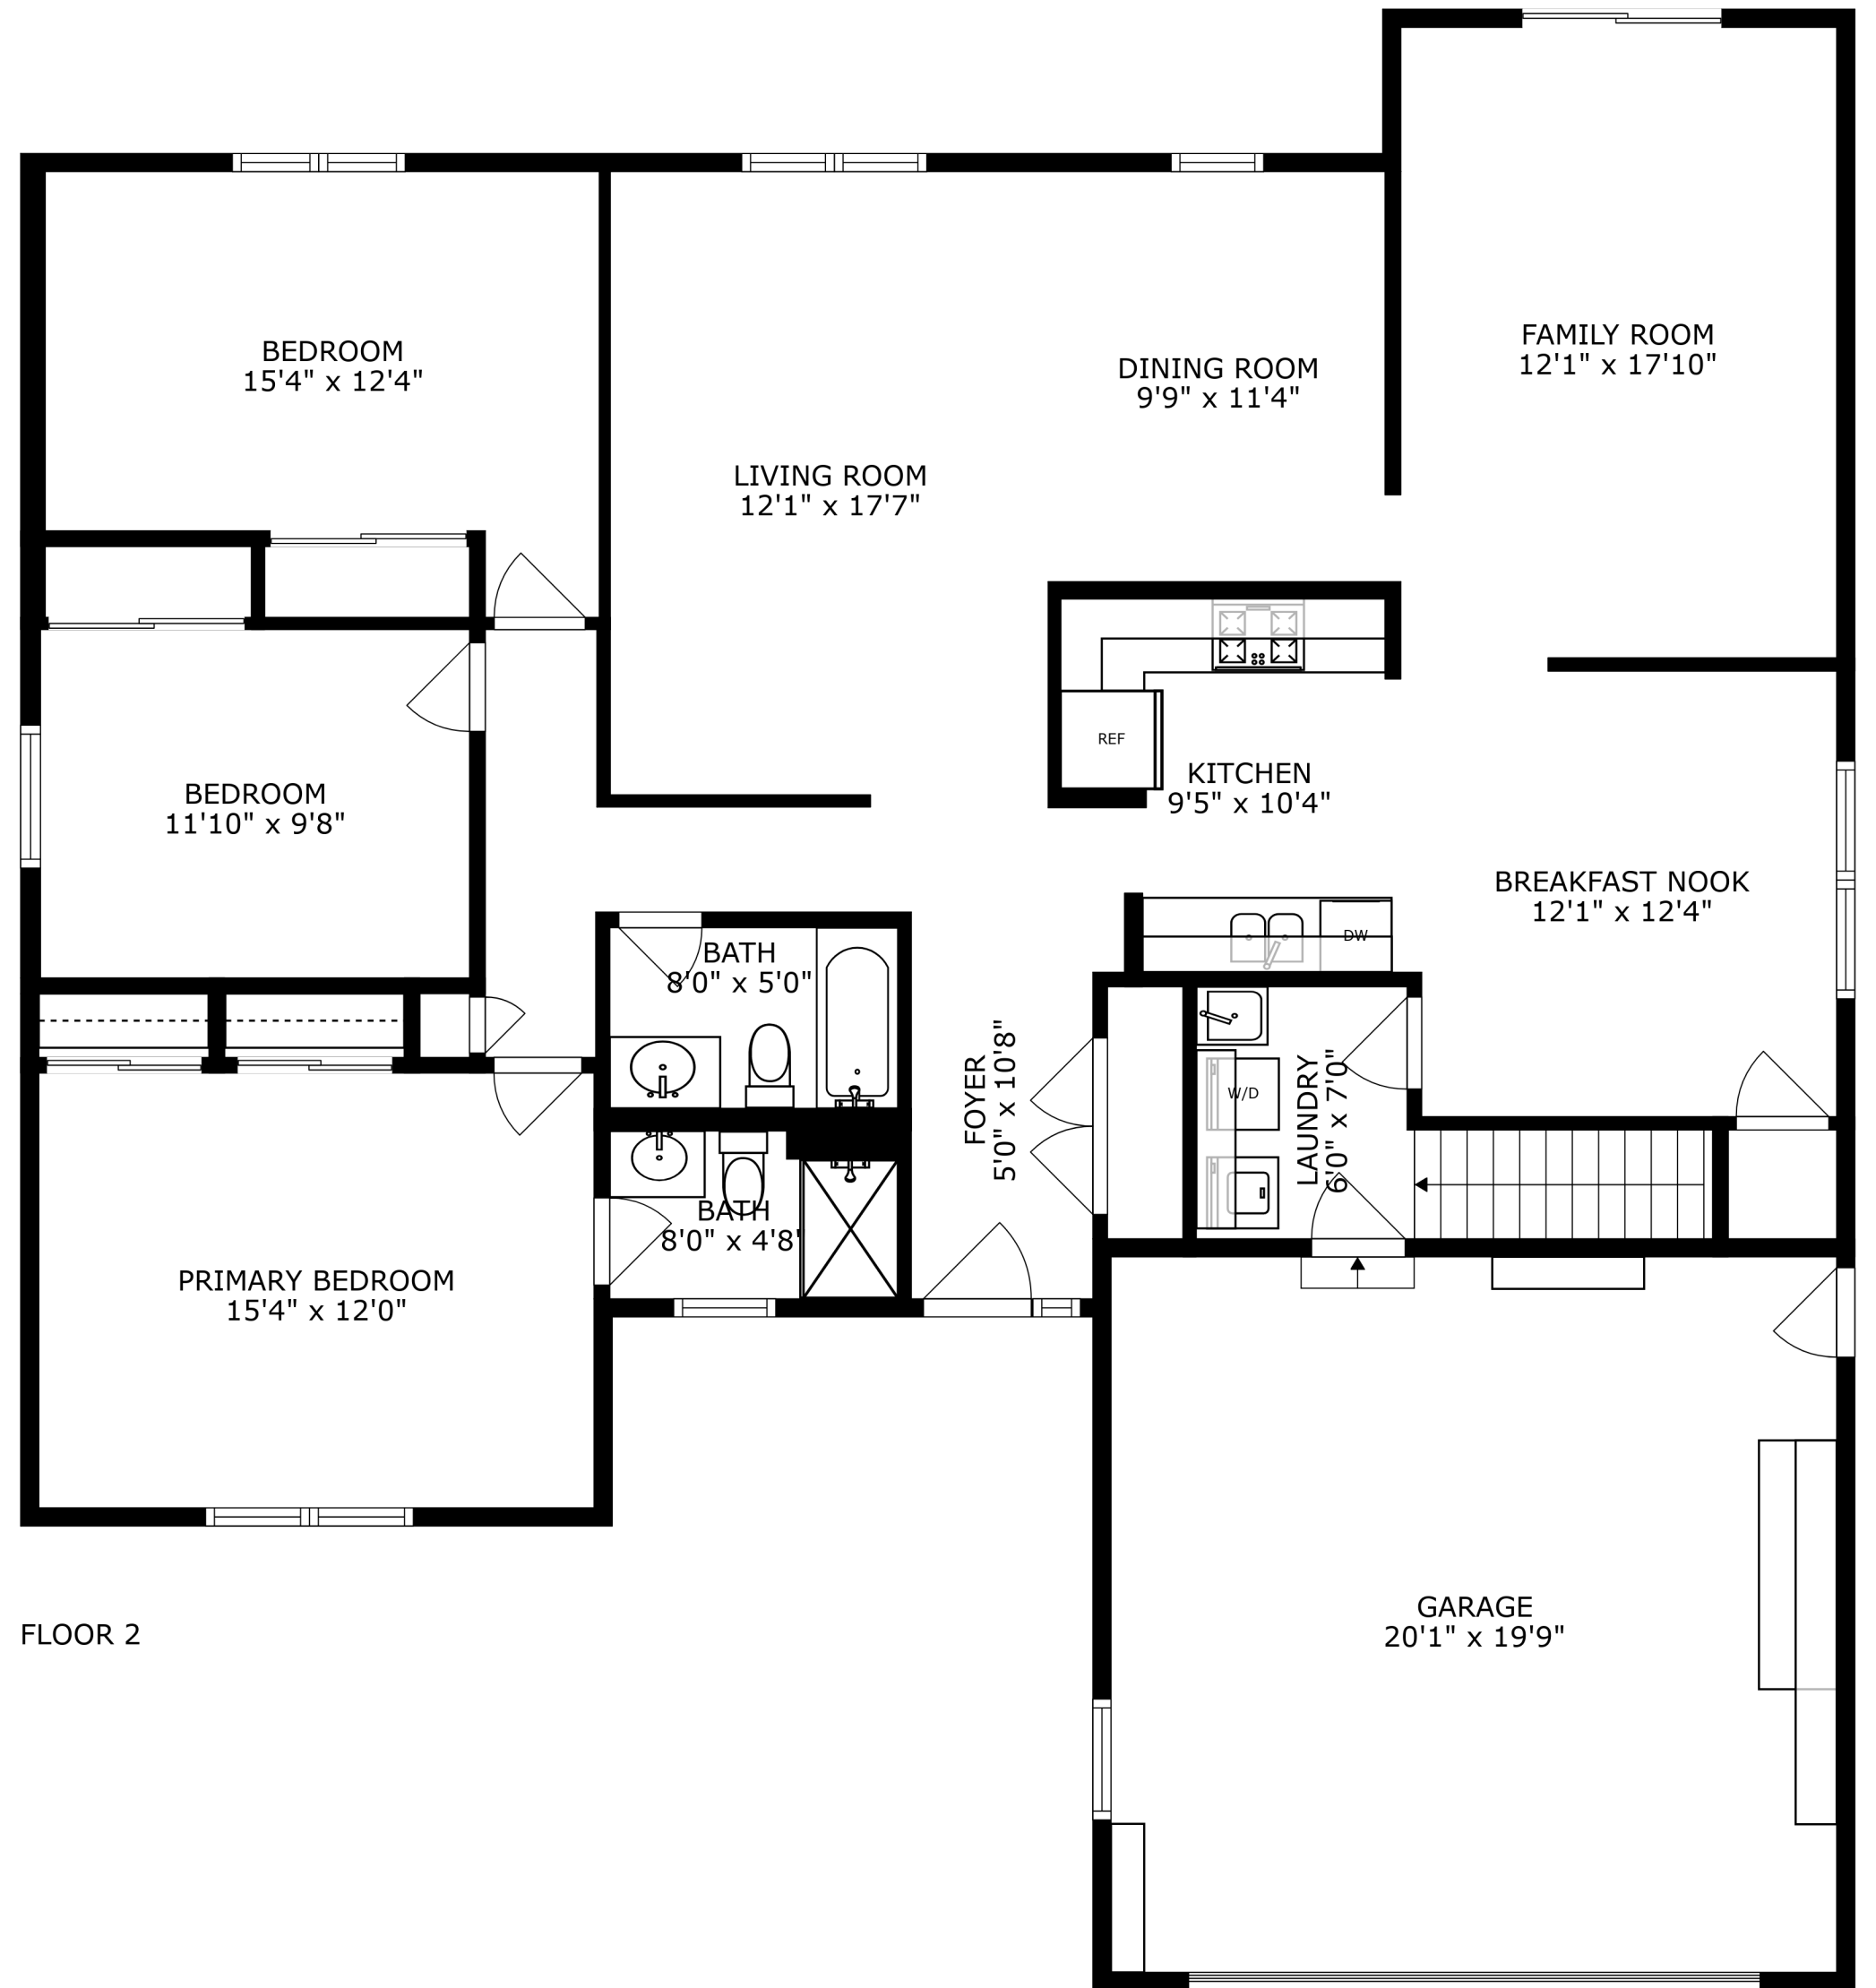 FAMILY ROOM
12'1" x 17'10"
BEDROOM
15'4" x 12'4"
DINING ROOM
9'9" x 11'4"
LIVING ROOM
12'1" x 17'7"
REF
KITCHEN
9'5" x 10'4"
BEDROOM
11'10" x 9'8"
BREAKFAST NOOK
12'1" x 12'4"
DW
BATH
8'0" x 5'0"
FOYER
5'0" x 10'8"
W/D
LAUNDRY
6'0" x 7'0"
BATH
8'0" x 4'8"
PRIMARY BEDROOM
15'4" x 12'0"
GARAGE
20'1" x 19'9"
FLOOR 2